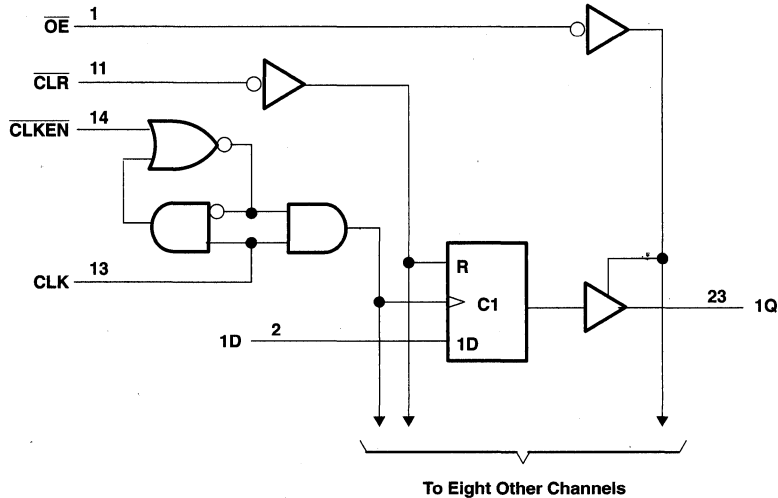 OE 1
CLR 11
CLKEN 14
CLK 13
1D 2
R
C1
1D
23 1Q
To Eight Other Channels